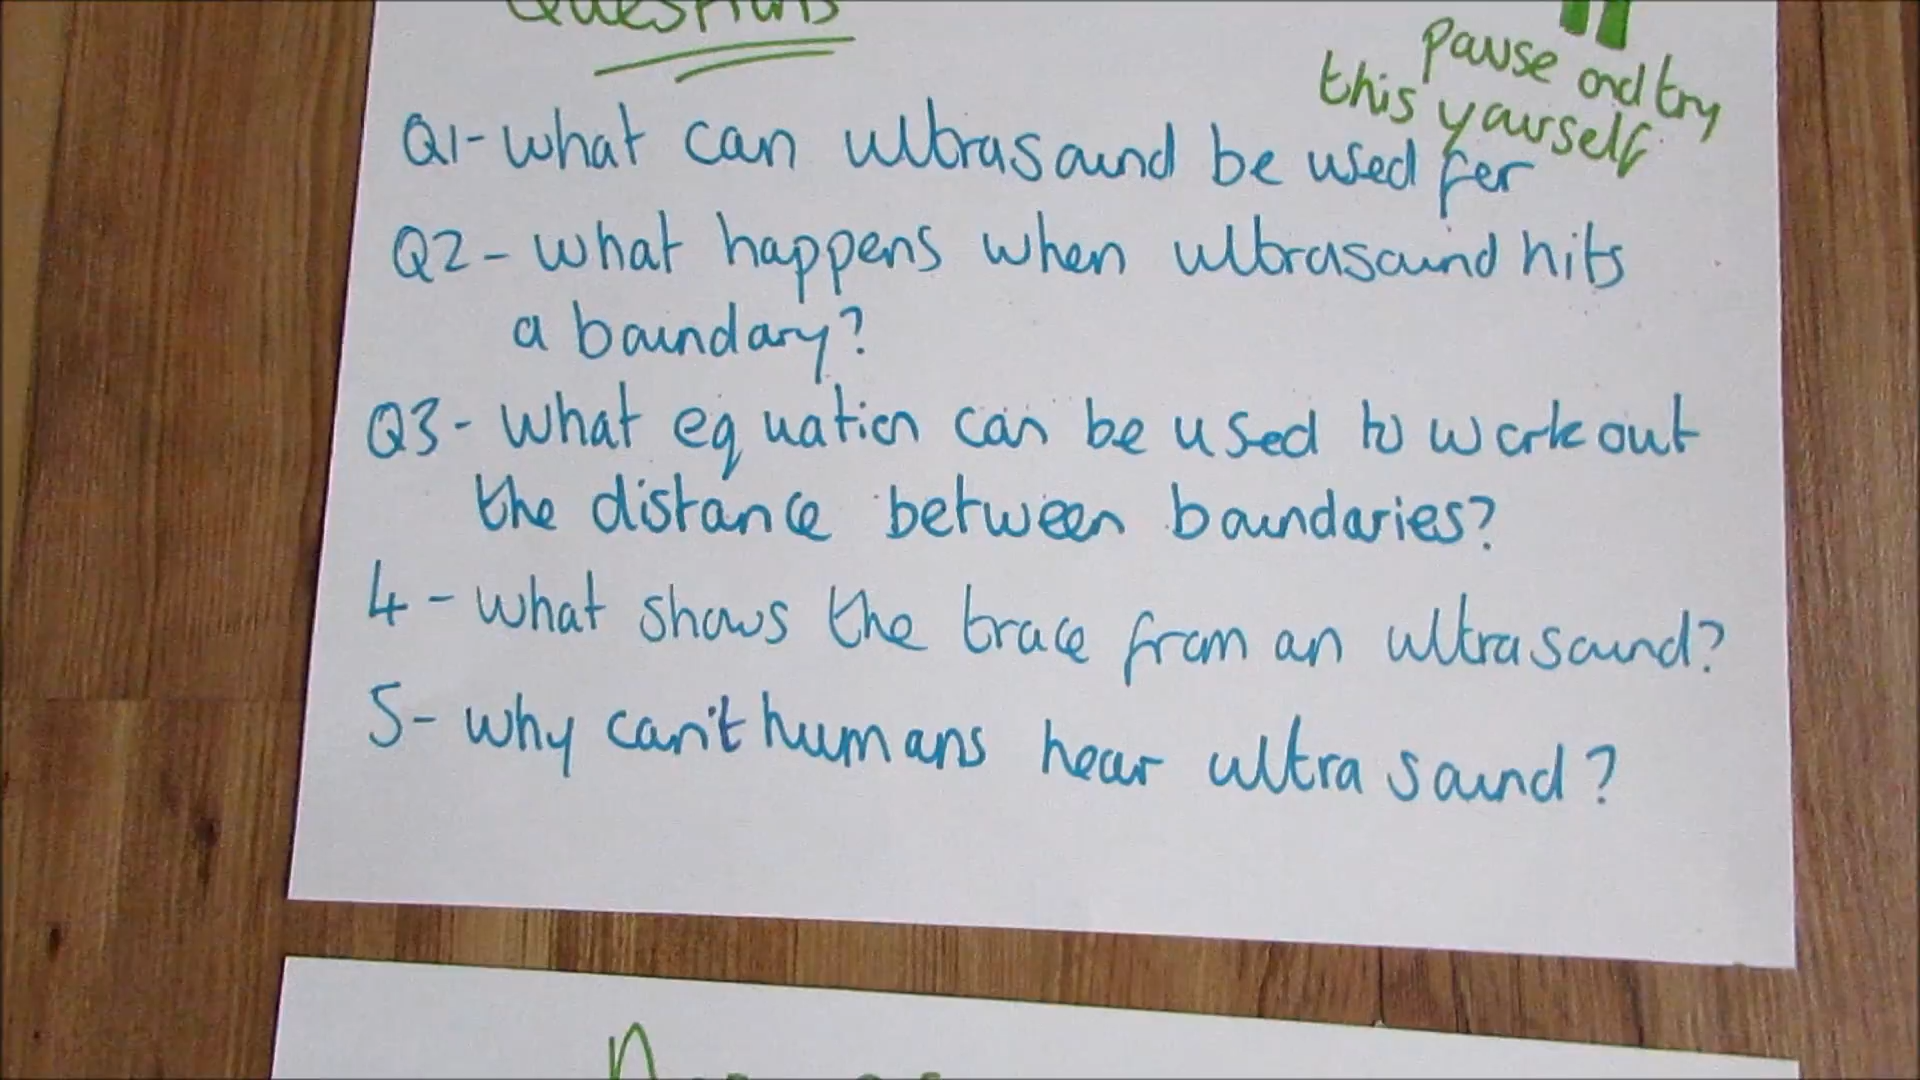 Questions
pause and try
this yourself
Q1- what can ultrasound be used for
Q2 - what happens when ultrasound hits
a boundary?
Q3 - what equation can be used to work out
the distance between boundaries?
4 - what shows the trace from an ultrasound?
5 - why can't humans hear ultrasound?